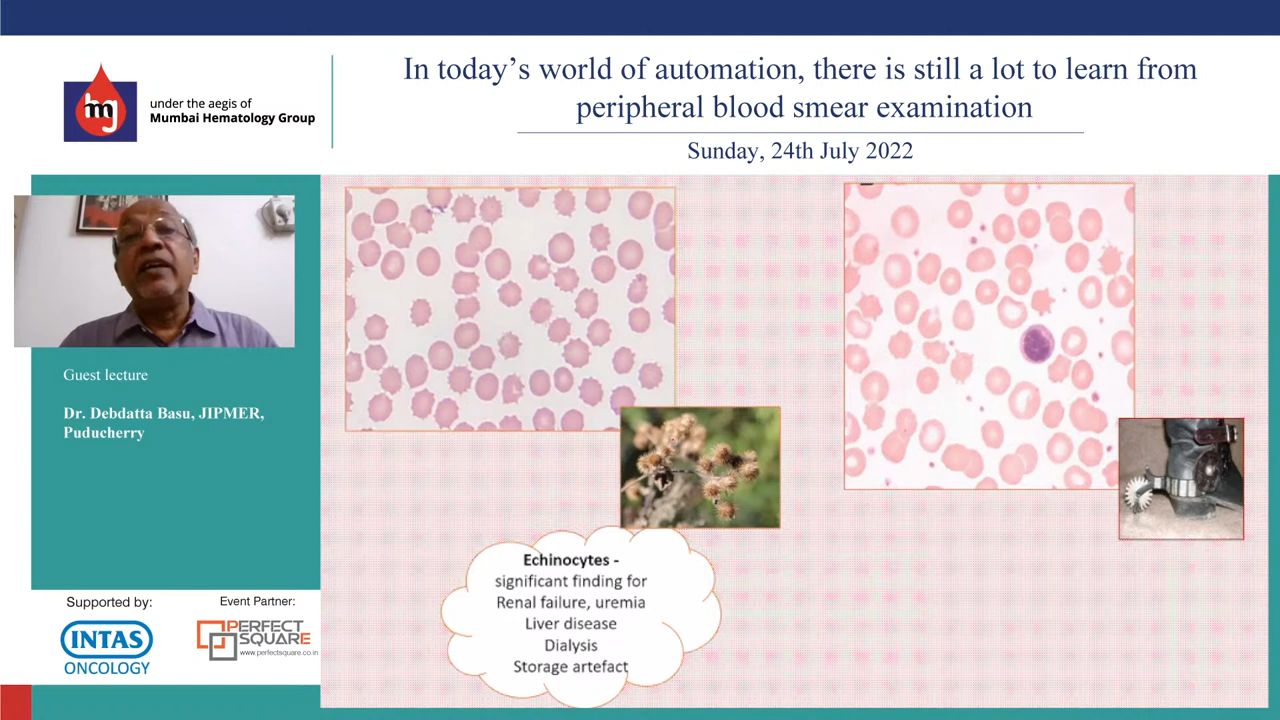 In today's world of automation, there is still a lot to learn from
peripheral blood smear examination
Sunday, 24th July 2022
mg
under the aegis of
Mumbai Hematology Group
Guest lecture
Dr. Debdatta Basu, JIPMER,
Puducherry
Echinocytes -
significant finding for
Renal failure, uremia
Liver disease
Dialysis
Storage artefact
Supported by:
INTAS
ONCOLOGY
Event Partner:
PERFECT
SQUARE
www.perfectsquare.co.in